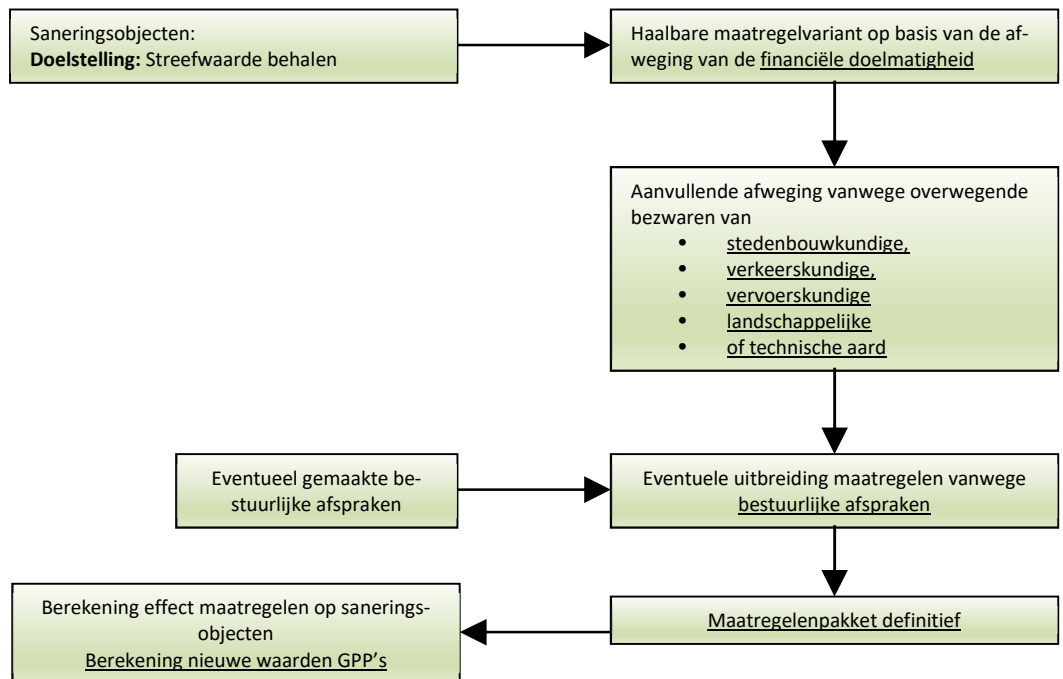 Saneringsobjecten:
Doelstelling: Streefwaarde behalen
Haalbare maatregelvariant op basis van de af-
weging van de financiële doelmatigheid
Aanvullende afweging vanwege overwegende
bezwaren van
• stedenbouwkundige,
• verkeerskundige,
• vervoerskundige
• landschappelijke
• of technische aard
Eventueel gemaakte be-
stuurlijke afspraken
Eventuele uitbreiding maatregelen vanwege
bestuurlijke afspraken
Maatregelenpakket definitief
Berekening effect maatregelen op sanerings-
objecten
Berekening nieuwe waarden GPP's